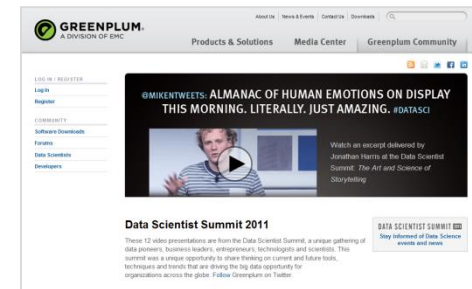 GREENPLUM.
A DIVISION OF EMC
About Us News & Events Contact Us Downloads
Products & Solutions Media Center Greenplum Community
LOG IN / REGISTER
Login
Register
COMMUNITY
Software Downloads
Forums
Data Scientists
Developers
@MIKENTWEETS: ALMANAC OF HUMAN EMOTIONS ON DISPLAY
THIS MORNING. LITERALLY. JUST AMAZING. #DATASCI
Watch an excerpt delivered by
Jonathan Harris at the Data Scientist
Summit: The Art and Science of
Storytelling
Data Scientist Summit 2011
These 12 video presentations are from the Data Scientist Summit, a unique gathering of
data pioneers, business leaders, entrepreneurs, technologists and scientists. This
summit was a unique opportunity to share thinking on current and future tools,
techniques and trends that are driving the big data opportunity for
organizations across the globe. Follow Greenplum on Twitter.
DATA SCIENTIST SUMMIT
Stay informed of Data Science
events and news